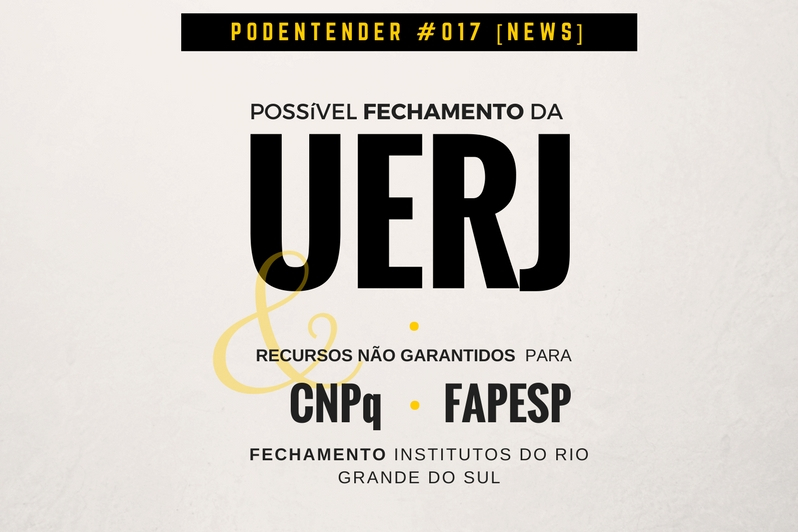 PODENTENDER #017 [NEWS]
POSSíVEL FECHAMENTO DA
UERJ
&
RECURSOS NÃO GARANTIDOS PARA
CNPq • FAPESP
FECHAMENTO INSTITUTOS DO RIO
GRANDE DO SUL